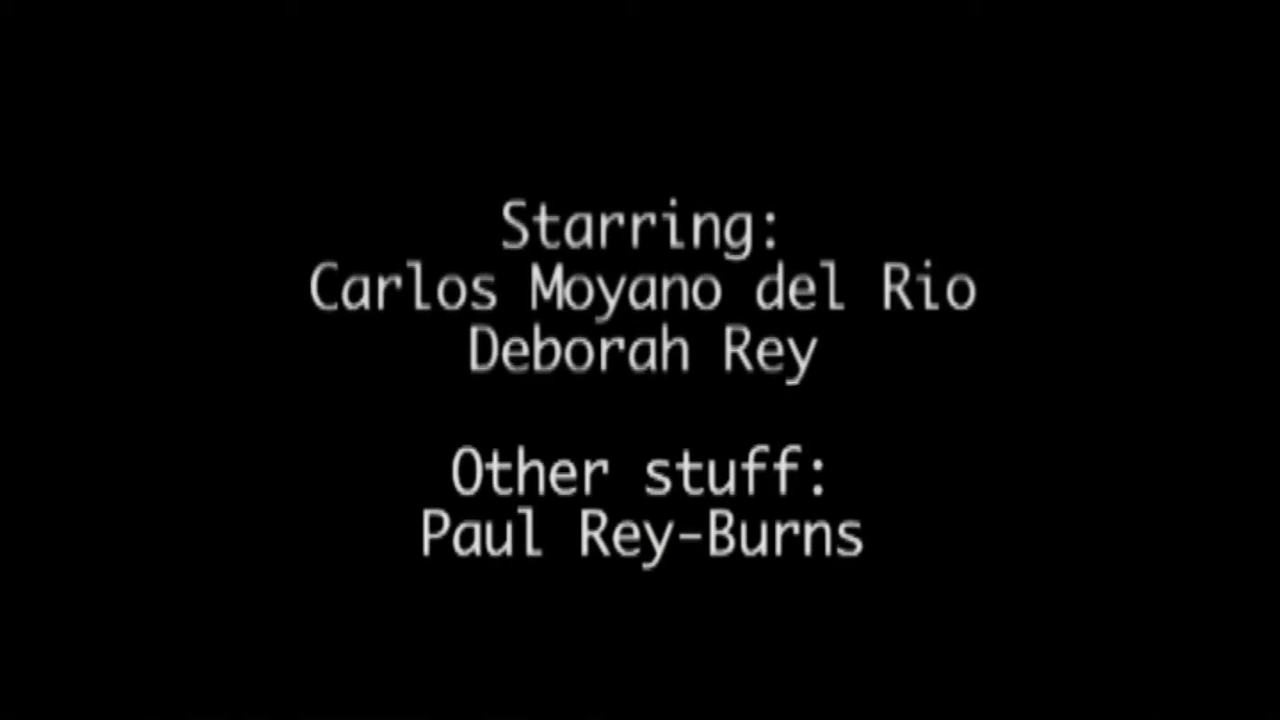 Starring:
Carlos Moyano del Rio
Deborah Rey
Other stuff:
Paul Rey-Burns